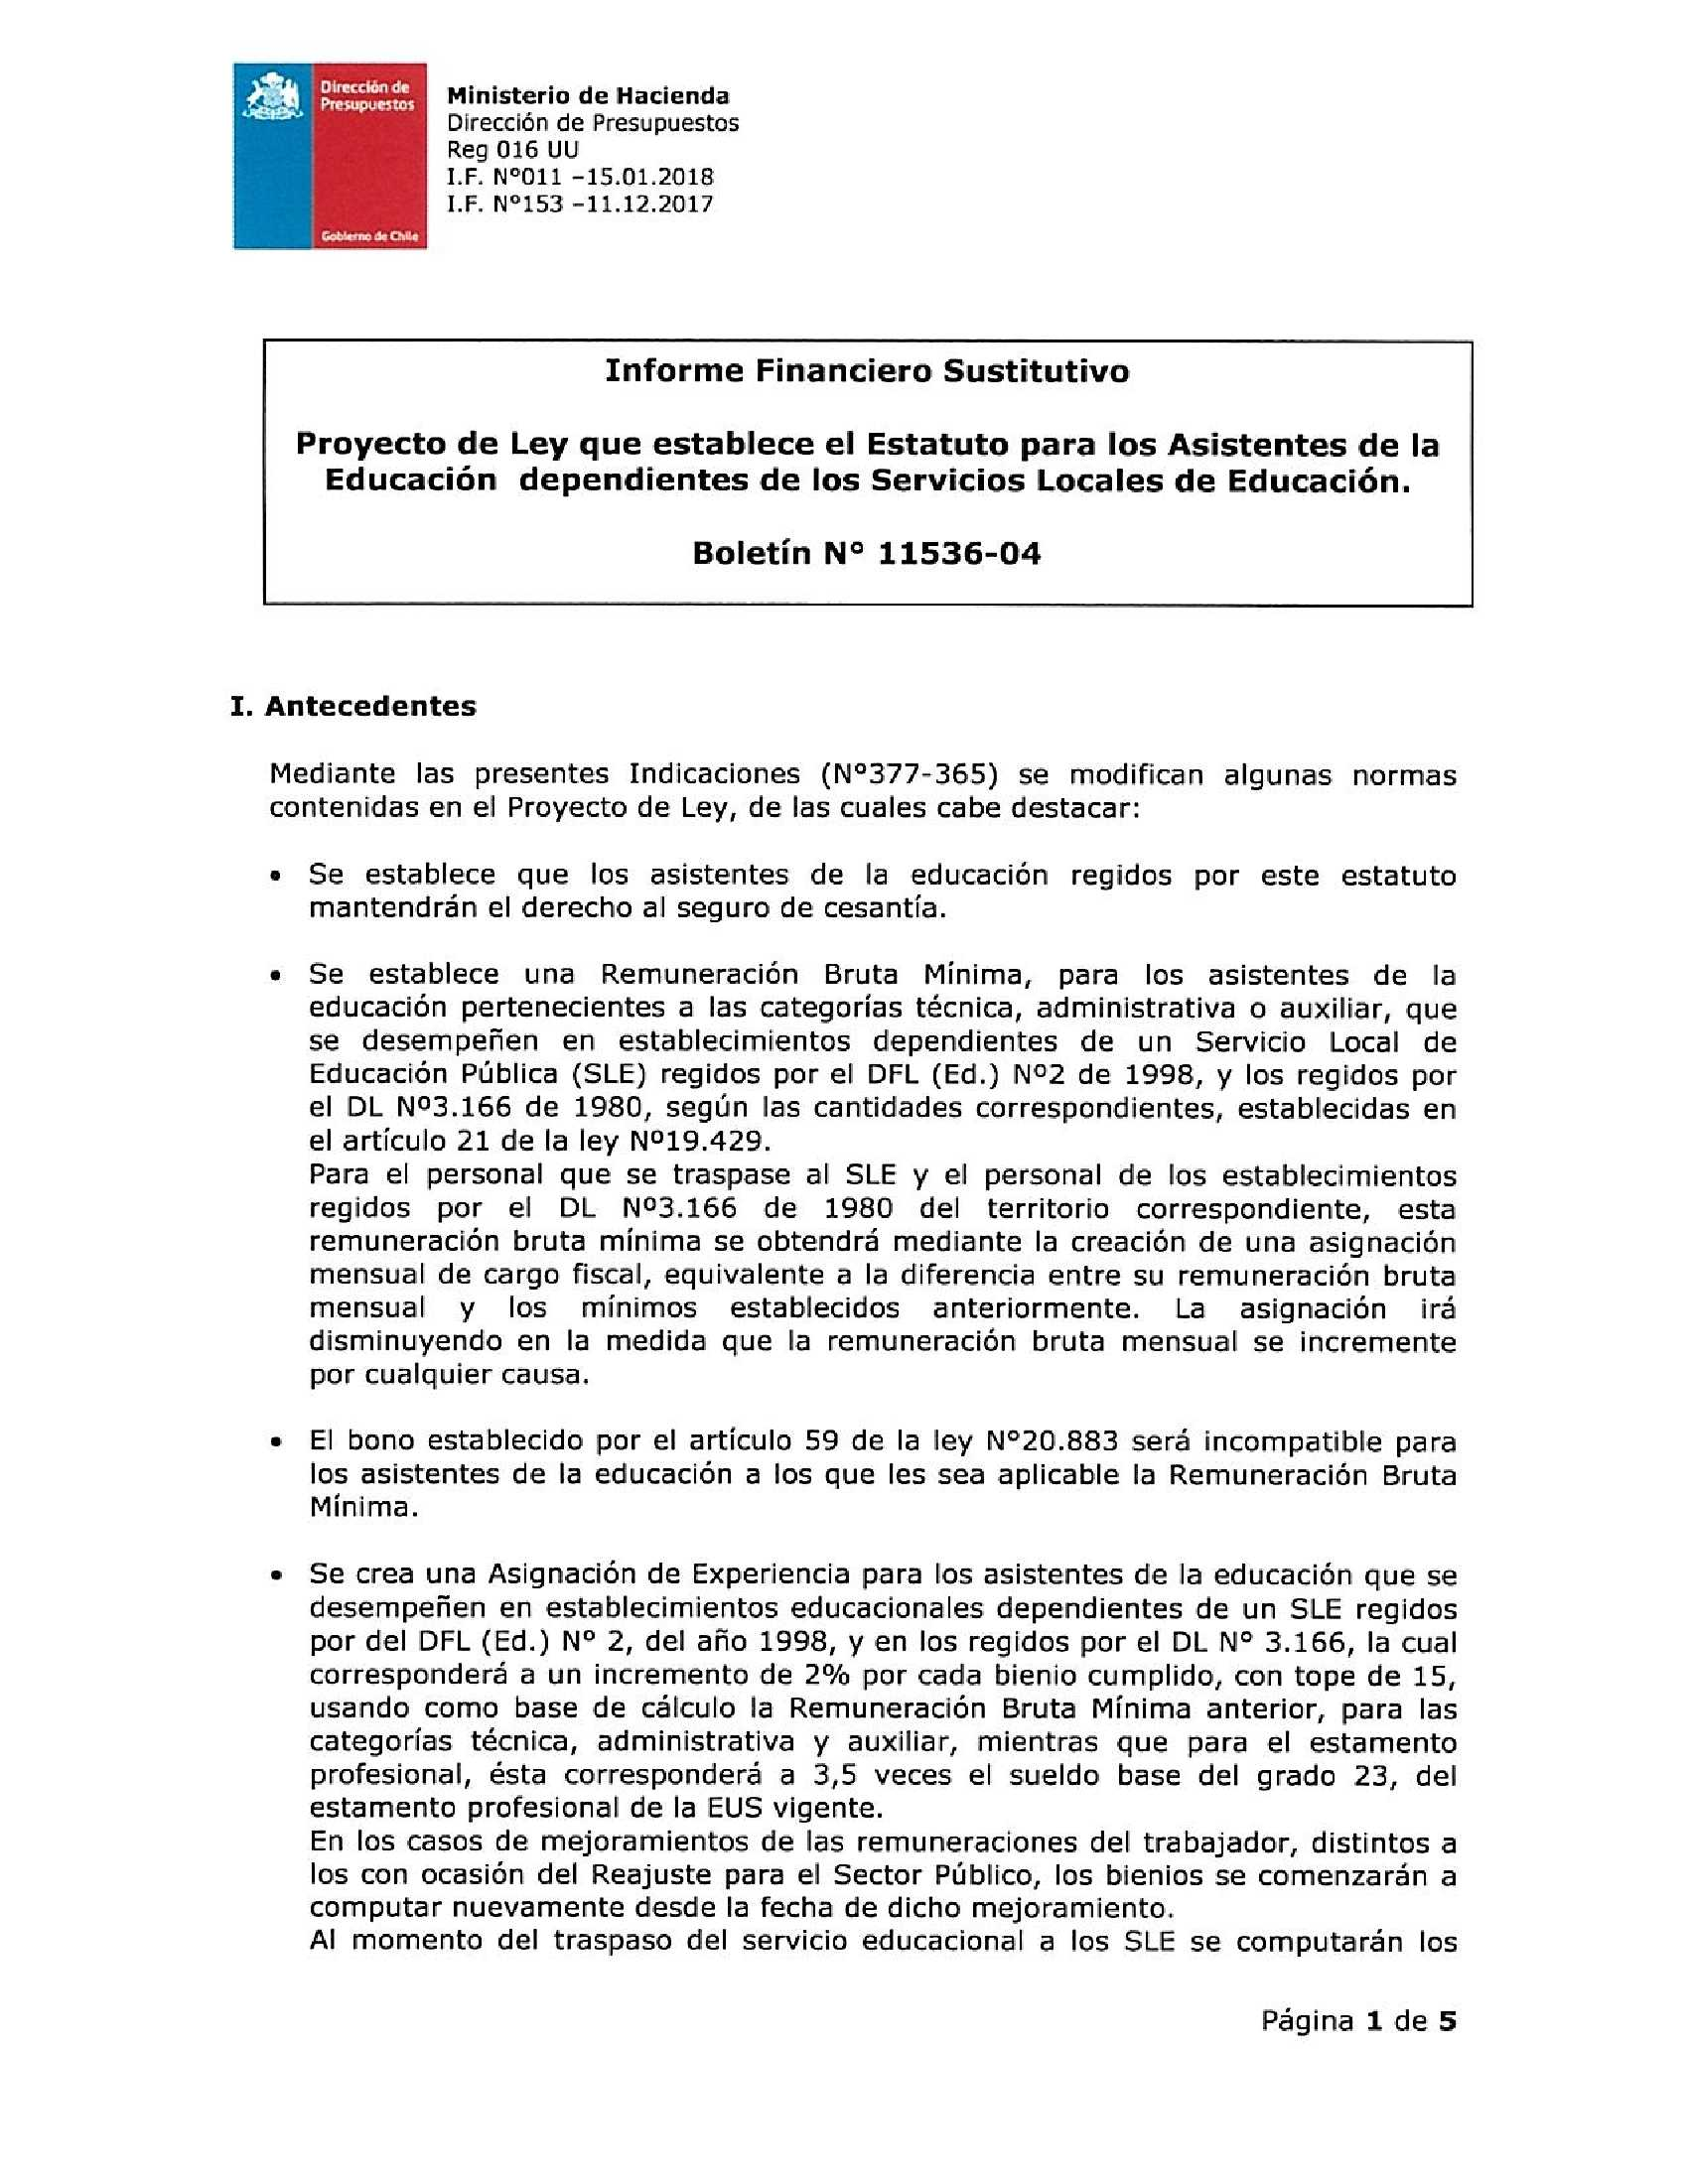 Dirección de
Presupuestos
Gobierno de Chile
Ministerio de Hacienda
Dirección de Presupuestos
Reg 016 UU
I.F. N°011 –15.01.2018
I.F. N°153 –11.12.2017
Informe Financiero Sustitutivo
Proyecto de Ley que establece el Estatuto para los Asistentes de la
Educación dependientes de los Servicios Locales de Educación.
Boletín N° 11536-04
I. Antecedentes
Mediante las presentes Indicaciones (N°377-365) se modifican algunas normas
contenidas en el Proyecto de Ley, de las cuales cabe destacar:
• Se establece que los asistentes de la educación regidos por este estatuto
mantendrán el derecho al seguro de cesantía.
• Se establece una Remuneración Bruta Mínima, para los asistentes de la
educación pertenecientes a las categorías técnica, administrativa o auxiliar, que
se desempeñen en establecimientos dependientes de un Servicio Local de
Educación Pública (SLE) regidos por el DFL (Ed.) Nº2 de 1998, y los regidos por
el DL Nº3.166 de 1980, según las cantidades correspondientes, establecidas en
el artículo 21 de la ley Nº19.429.
Para el personal que se traspase al SLE y el personal de los establecimientos
regidos por el DL Nº3.166 de 1980 del territorio correspondiente, esta
remuneración bruta mínima se obtendrá mediante la creación de una asignación
mensual de cargo fiscal, equivalente a la diferencia entre su remuneración bruta
mensual y los mínimos establecidos anteriormente. La asignación irá
disminuyendo en la medida que la remuneración bruta mensual se incremente
por cualquier causa.
• El bono establecido por el artículo 59 de la ley N°20.883 será incompatible para
los asistentes de la educación a los que les sea aplicable la Remuneración Bruta
Mínima.
• Se crea una Asignación de Experiencia para los asistentes de la educación que se
desempeñen en establecimientos educacionales dependientes de un SLE regidos
por del DFL (Ed.) N° 2, del año 1998, y en los regidos por el DL N° 3.166, la cual
corresponderá a un incremento de 2% por cada bienio cumplido, con tope de 15,
usando como base de cálculo la Remuneración Bruta Mínima anterior, para las
categorías técnica, administrativa y auxiliar, mientras que para el estamento
profesional, ésta corresponderá a 3,5 veces el sueldo base del grado 23, del
estamento profesional de la EUS vigente.
En los casos de mejoramientos de las remuneraciones del trabajador, distintos a
los con ocasión del Reajuste para el Sector Público, los bienios se comenzarán a
computar nuevamente desde la fecha de dicho mejoramiento.
Al momento del traspaso del servicio educacional a los SLE se computarán los
Página 1 de 5